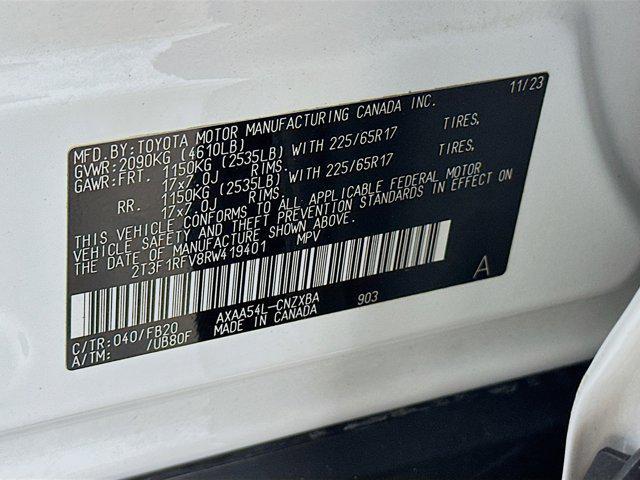 11/23
MFD.BY:TOYOTA MOTOR MANUFACTURING CANADA INC.
GVWR:2090KG (4610LB)
GAWR:FRT. 1150KG (2535LB) WITH 225/65R17 TIRES,
17x7.0J RIMS.
RR. 1150KG (2535LB) WITH 225/65R17 TIRES,
17x7.0J RIMS.
THIS VEHICLE CONFORMS TO ALL APPLICABLE FEDERAL MOTOR
VEHICLE SAFETY AND THEFT PREVENTION STANDARDS IN EFFECT ON
THE DATE OF MANUFACTURE SHOWN ABOVE.
2T3F1RFV8RW419401 MPV
A
C/TR:040/FB20 AXAA54L-CNZXBA 903
A/TM: /UB80F MADE IN CANADA